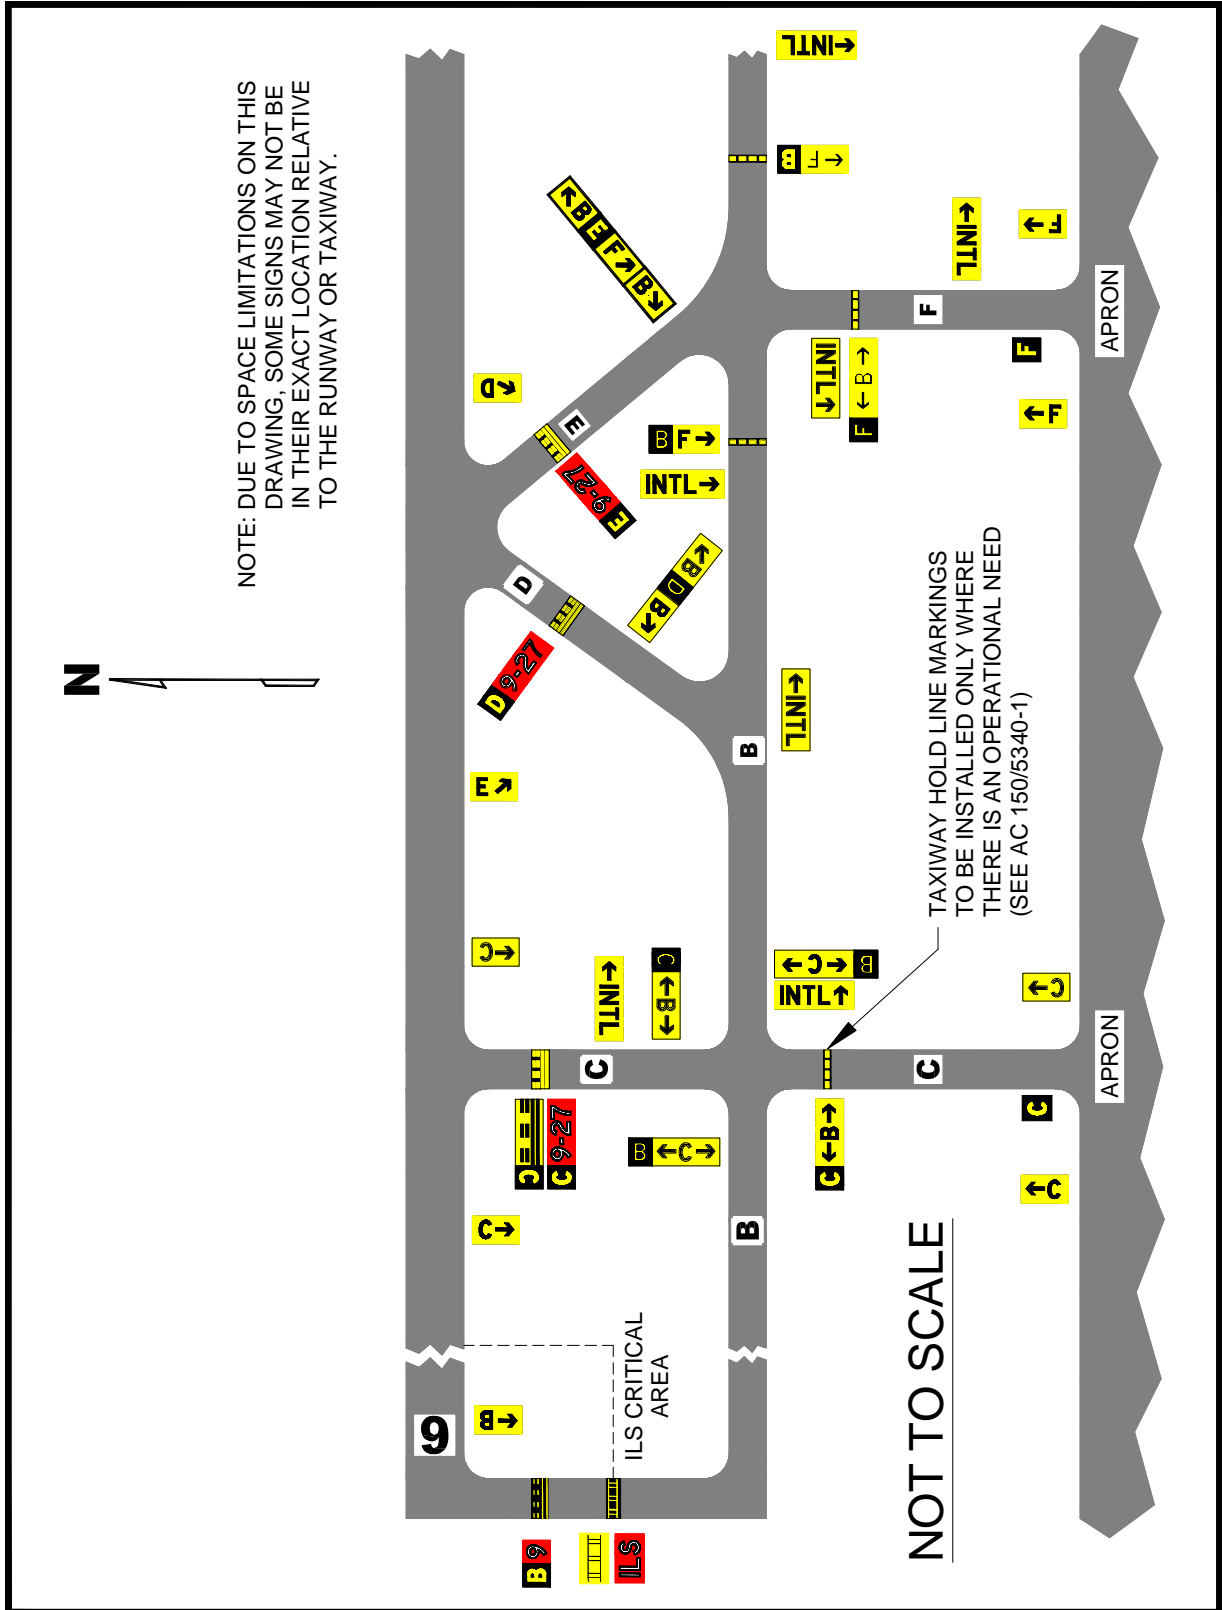 NOTE: DUE TO SPACE LIMITATIONS ON THIS
DRAWING, SOME SIGNS MAY NOT BE
IN THEIR EXACT LOCATION RELATIVE
TO THE RUNWAY OR TAXIWAY.
N
9
B→
C→
←C
E↗
↖D
B 9
ILS
ILS CRITICAL
AREA
C
C 9-27
C
←INTL
C ←B→
B ←C→
D 9-27
D
←B D B→
E 9-27
E
←B E F→ B→
INTL→
B F→
B
B
←INTL
B ←C→
INTL↑
C ←B→
C
C
←C
←C
APRON
TAXIWAY HOLD LINE MARKINGS
TO BE INSTALLED ONLY WHERE
THERE IS AN OPERATIONAL NEED
(SEE AC 150/5340-1)
INTL→
F ←B→
F
←INTL
F
←F
←F
APRON
B F←
←INTL
NOT TO SCALE